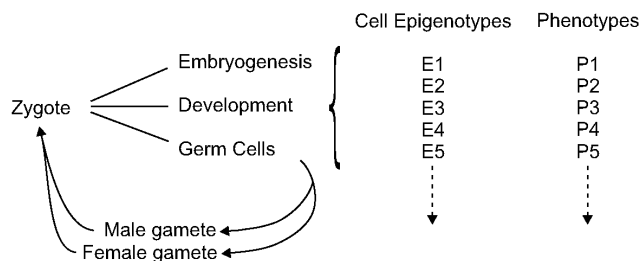 Cell Epigenotypes Phenotypes
Embryogenesis E1 P1
E2 P2
Zygote Development E3 P3
E4 P4
Germ Cells E5 P5
Male gamete
Female gamete